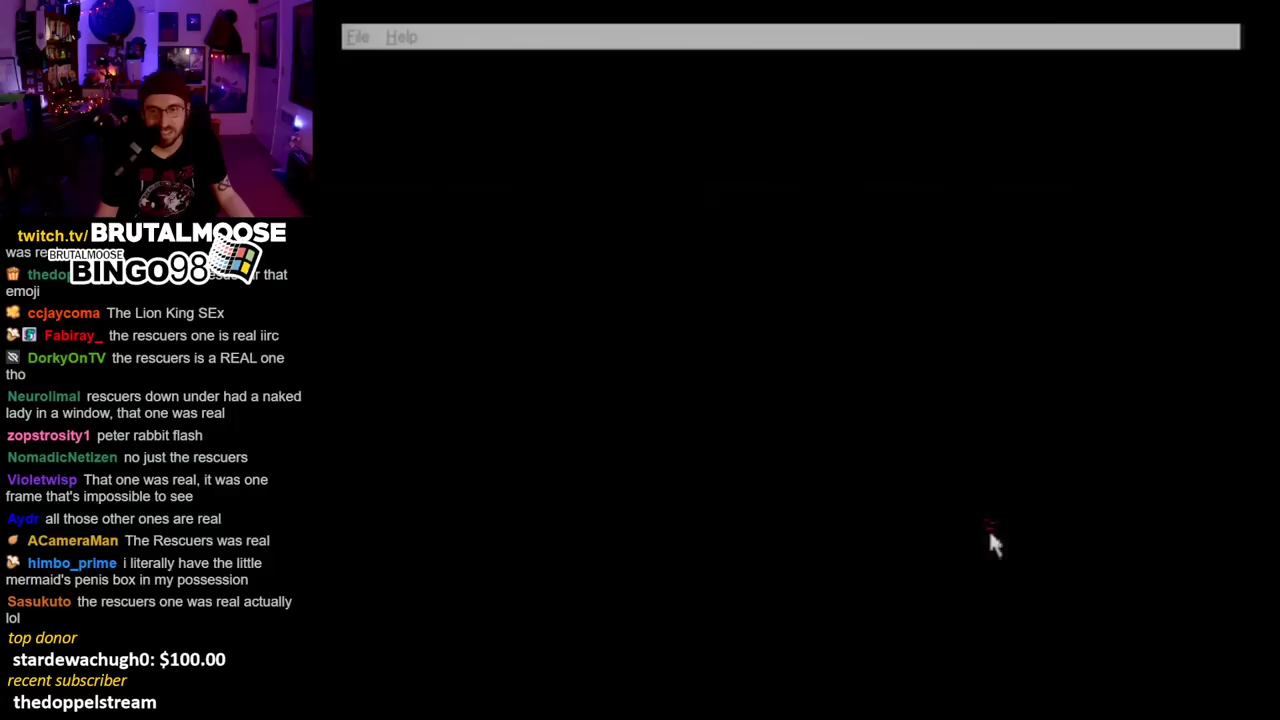 File Help
twitch.tv/BRUTALMOOSE
BRUTALMOOSE
BINGO98
was re
thedop r that
emoji
ccjaycoma The Lion King SEx
Fabiray_ the rescuers one is real iirc
DorkyOnTV the rescuers is a REAL one
tho
Neurolimal rescuers down under had a naked
lady in a window, that one was real
zopstrosity1 peter rabbit flash
NomadicNetizen no just the rescuers
Violetwisp That one was real, it was one
frame that's impossible to see
Aydr all those other ones are real
ACameraMan The Rescuers was real
himbo_prime i literally have the little
mermaid's penis box in my possession
Sasukuto the rescuers one was real actually
lol
top donor
stardewachugh0: $100.00
recent subscriber
thedoppelstream